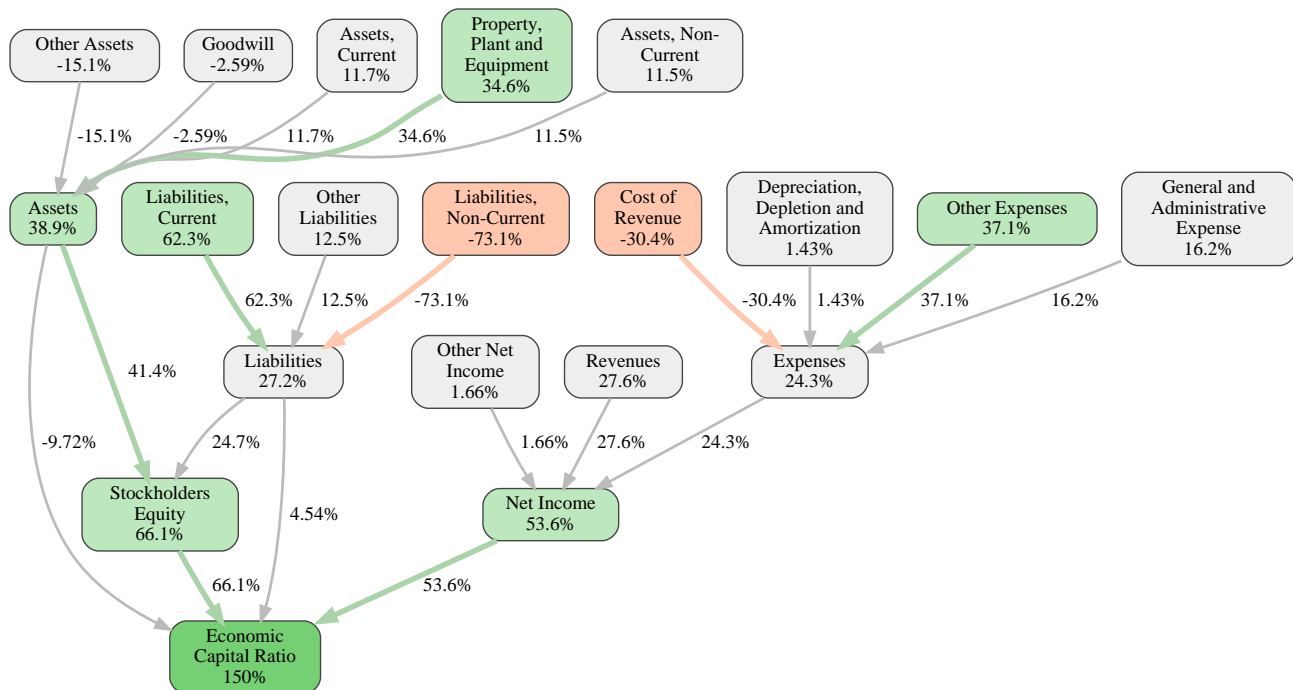 Other Assets
-15.1%
Goodwill
-2.59%
Assets,
Current
11.7%
Property,
Plant and
Equipment
34.6%
Assets, Non-
Current
11.5%
-15.1%
-2.59%
11.7%
34.6%
11.5%
Assets
38.9%
Liabilities,
Current
62.3%
Other
Liabilities
12.5%
Liabilities,
Non-Current
-73.1%
Cost of
Revenue
-30.4%
Depreciation,
Depletion and
Amortization
1.43%
Other Expenses
37.1%
General and
Administrative
Expense
16.2%
62.3%
12.5%
-73.1%
-30.4%
1.43%
37.1%
16.2%
41.4%
Liabilities
27.2%
Other Net
Income
1.66%
Revenues
27.6%
Expenses
24.3%
-9.72%
24.7%
1.66%
27.6%
24.3%
Stockholders
Equity
66.1%
4.54%
Net Income
53.6%
66.1%
53.6%
Economic
Capital Ratio
150%